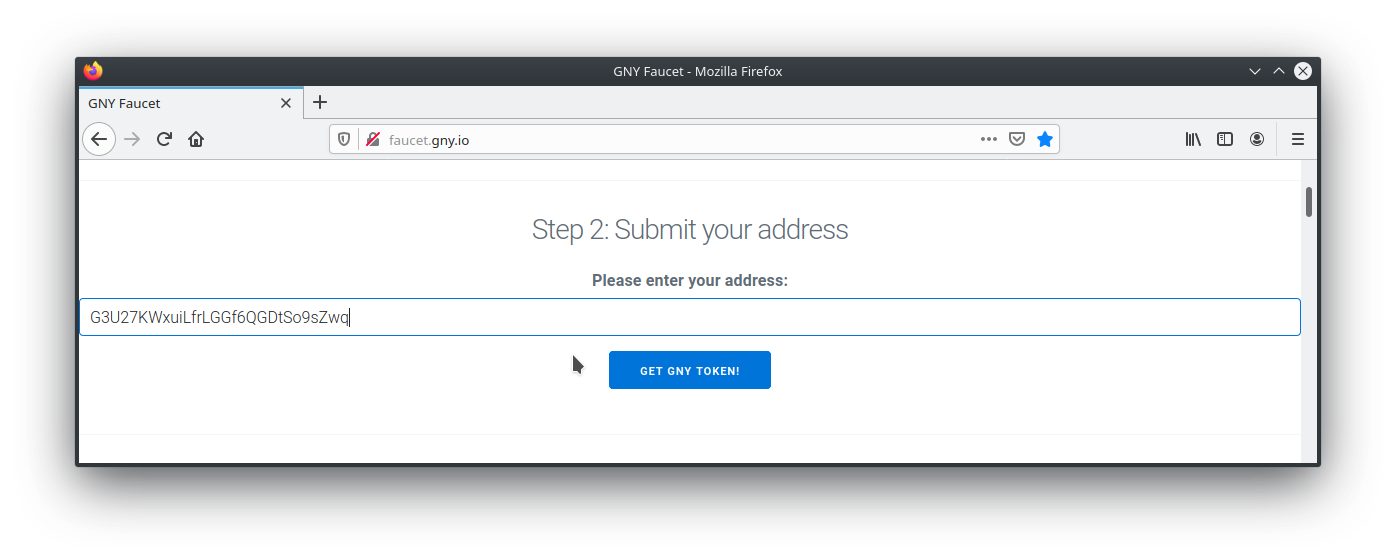 GNY Faucet - Mozilla Firefox
GNY Faucet
faucet.gny.io
Step 2: Submit your address
Please enter your address:
G3U27KWxuiLfrLGGf6QGDtSo9sZwq
GET GNY TOKEN!